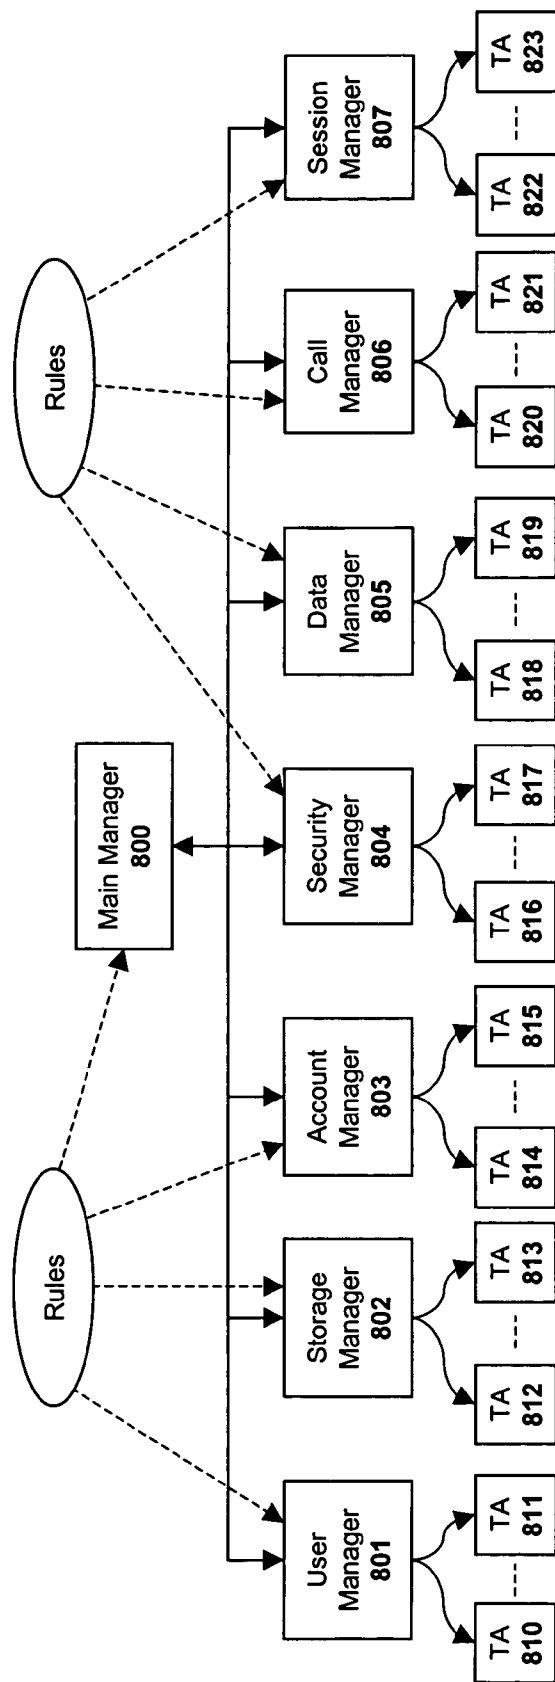 Rules
Rules
Main Manager
800
User
Manager
801
Storage
Manager
802
Account
Manager
803
Security
Manager
804
Data
Manager
805
Call
Manager
806
Session
Manager
807
TA
810
TA
811
TA
812
TA
813
TA
814
TA
815
TA
816
TA
817
TA
818
TA
819
TA
820
TA
821
TA
822
TA
823